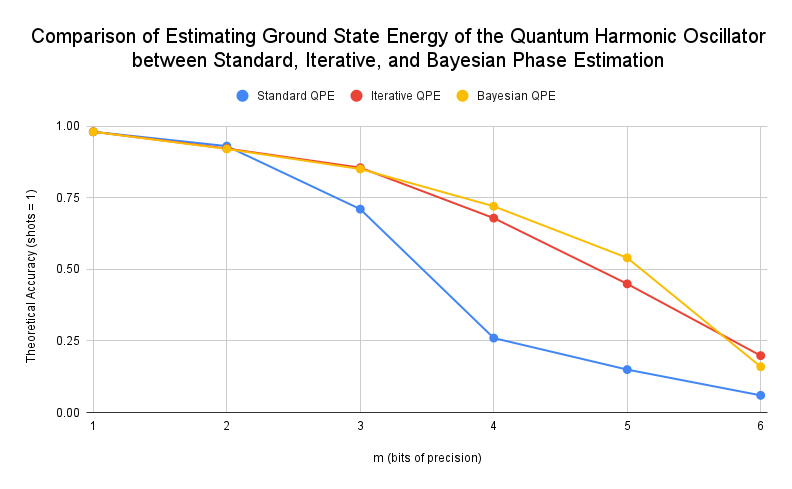 Comparison of Estimating Ground State Energy of the Quantum Harmonic Oscillator
between Standard, Iterative, and Bayesian Phase Estimation
Standard QPE Iterative QPE Bayesian QPE
Theoretical Accuracy (shots = 1)
1.00
0.75
0.50
0.25
0.00
1 2 3 4 5 6
m (bits of precision)